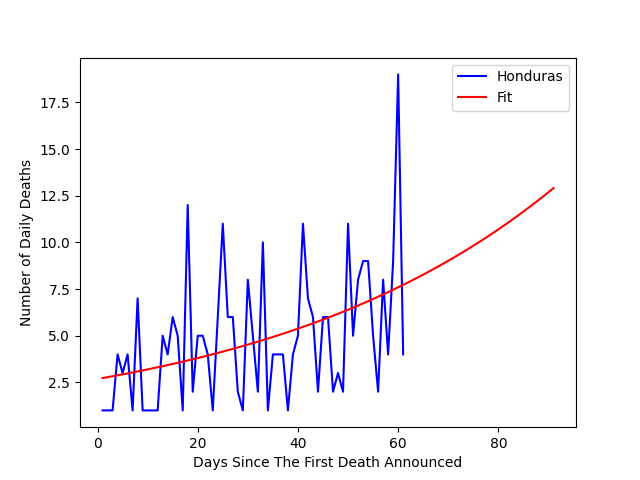 Honduras
Fit
17.5
15.0
12.5
10.0
7.5
5.0
2.5
Number of Daily Deaths
0 20 40 60 80
Days Since The First Death Announced